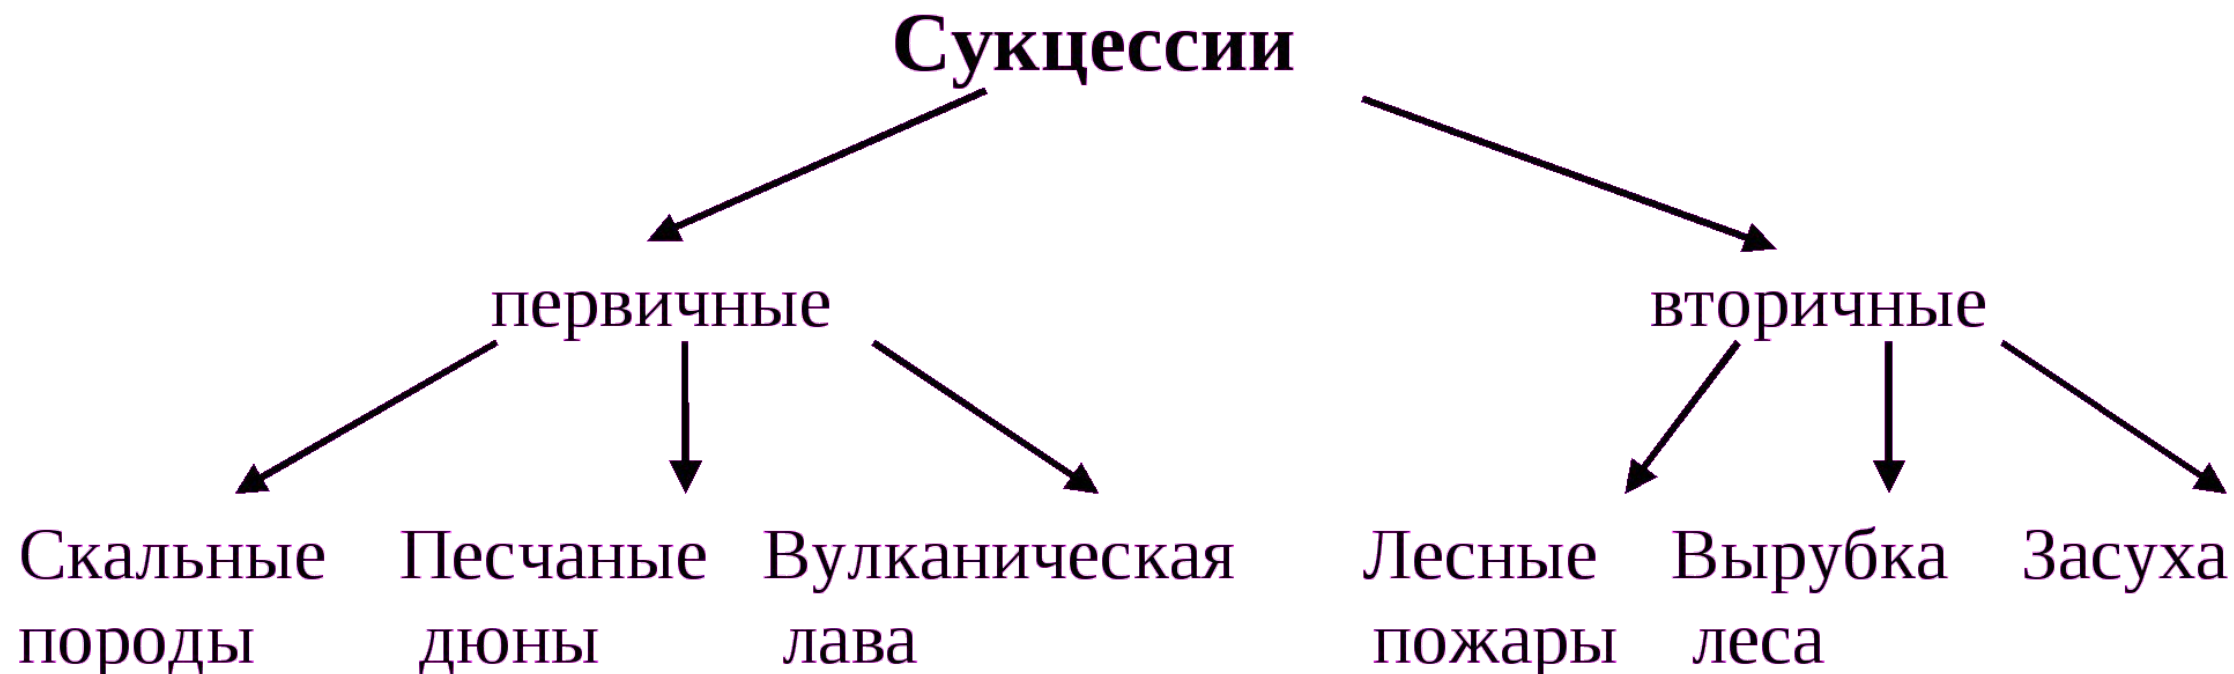 Сукцессии
первичные вторичные
Скальные Песчаные Вулканическая Лесные Вырубка Засуха
породы дюны лава пожары леса